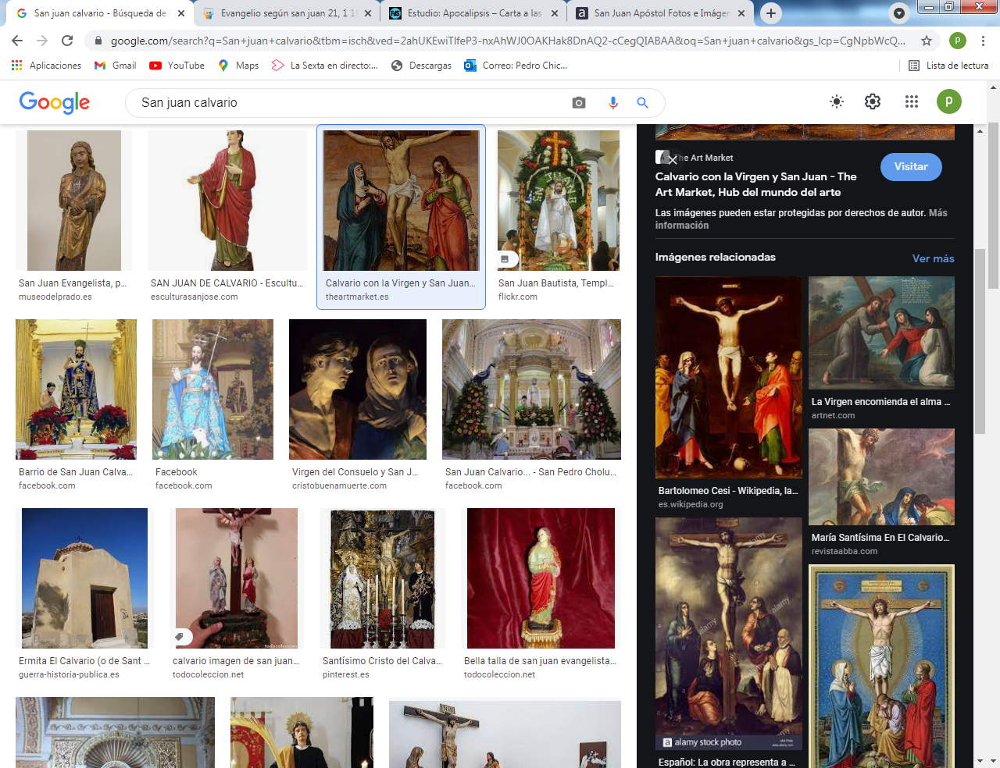 San juan calvario - Búsqueda de
Evangelio según san juan 21, 1 19
Estudio: Apocalipsis – Carta a las
San Juan Apóstol Fotos e Imágen
google.com/search?q=San+juan+calvario&tbm=isch&ved=2ahUKEwiTlfeP3-nxAhWJ0OAKHak8DnAQ2-cCegQIABAA&oq=San+juan+calvario&gs_lcp=CgNpbWcQ...
p
Aplicaciones
Gmail
YouTube
Maps
La Sexta en directo:...
Descargas
Correo: Pedro Chic...
Lista de lectura
Google
San juan calvario
p
San Juan Evangelista, p...
museodelprado.es
SAN JUAN DE CALVARIO - Escultu...
esculturasanjose.com
Calvario con la Virgen y San Juan...
theartmarket.es
San Juan Bautista, Templ...
flickr.com
Barrio de San Juan Calva...
facebook.com
Facebook
facebook.com
Virgen del Consuelo y San J...
cristobuenamuerte.com
San Juan Calvario... - San Pedro Cholu...
facebook.com
Ermita El Calvario (o de Sant ...
guerra-historia-publica.es
todocoleccion
calvario imagen de san juan...
todocoleccion.net
Santísimo Cristo del Calva...
pinterest.es
Bella talla de san juan evangelista...
todocoleccion.net
INRI
The Art Market
Calvario con la Virgen y San Juan - The
Art Market, Hub del mundo del arte
Visitar
Las imágenes pueden estar protegidas por derechos de autor. Más
información
Imágenes relacionadas
Ver más
Bartolomeo Cesi - Wikipedia, la...
es.wikipedia.org
La Virgen encomienda el alma ...
artnet.com
María Santísima En El Calvario...
revistaabba.com
alamy
alamy
alamy
a alamy stock photo
www.alamy.com
Español: La obra representa a ...